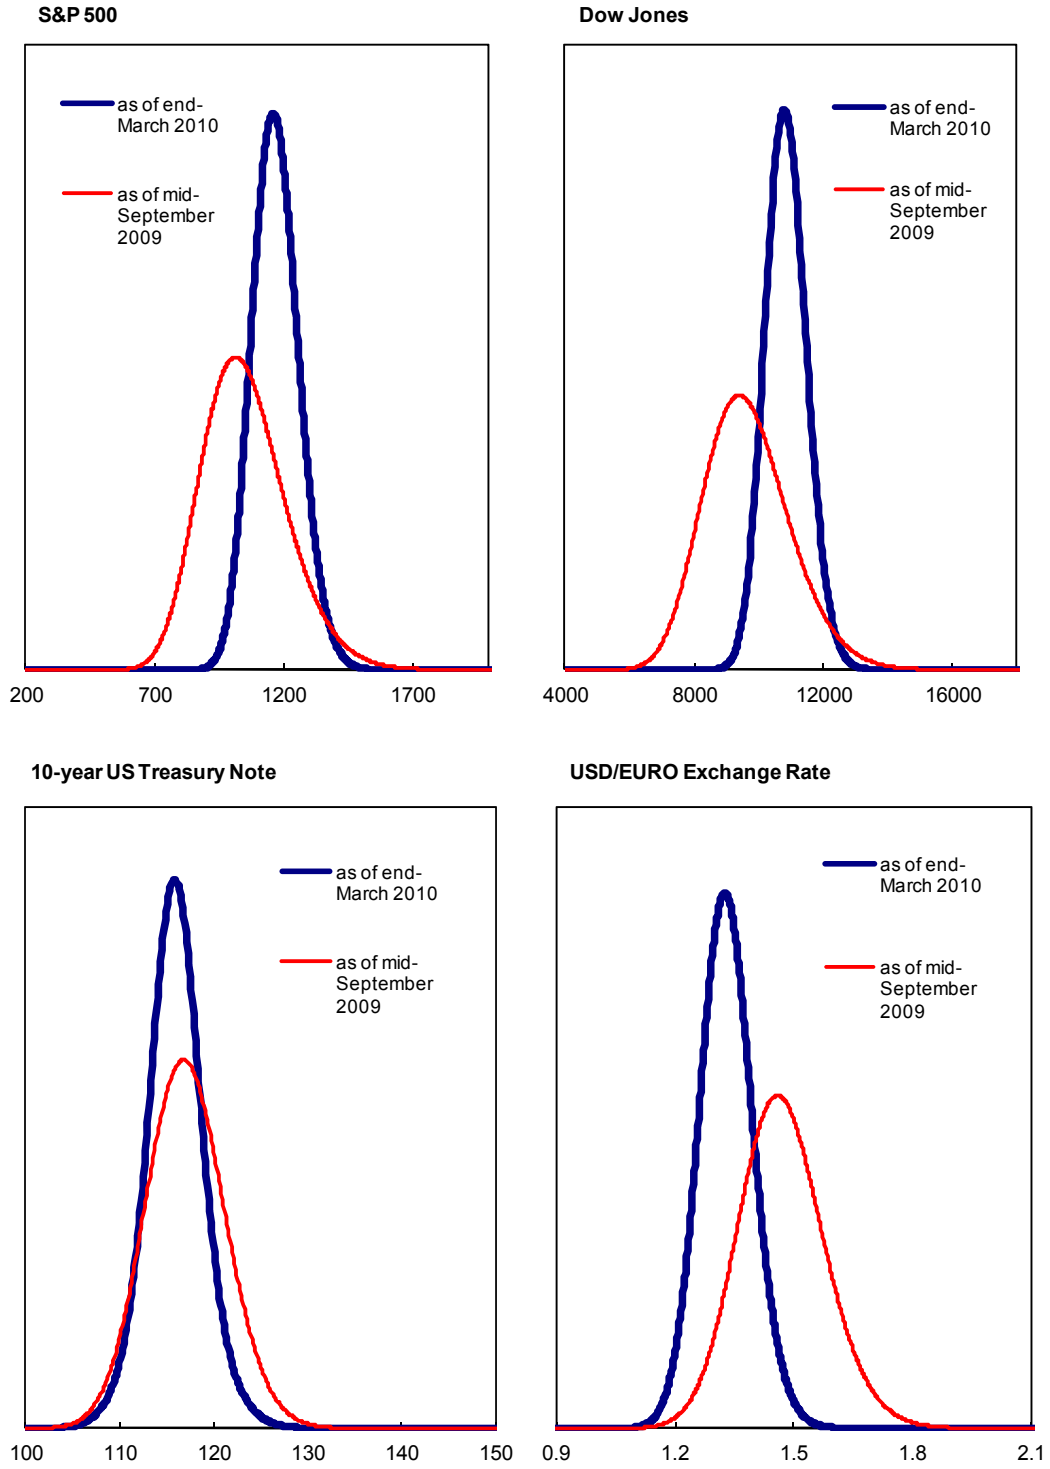 S&P 500
as of end-
March 2010
as of mid-
September
2009
200 700 1200 1700
Dow Jones
as of end-
March 2010
as of mid-
September
2009
4000 8000 12000 16000
10-year US Treasury Note
as of end-
March 2010
as of mid-
September
2009
100 110 120 130 140 150
USD/EURO Exchange Rate
as of end-
March 2010
as of mid-
September
2009
0.9 1.2 1.5 1.8 2.1